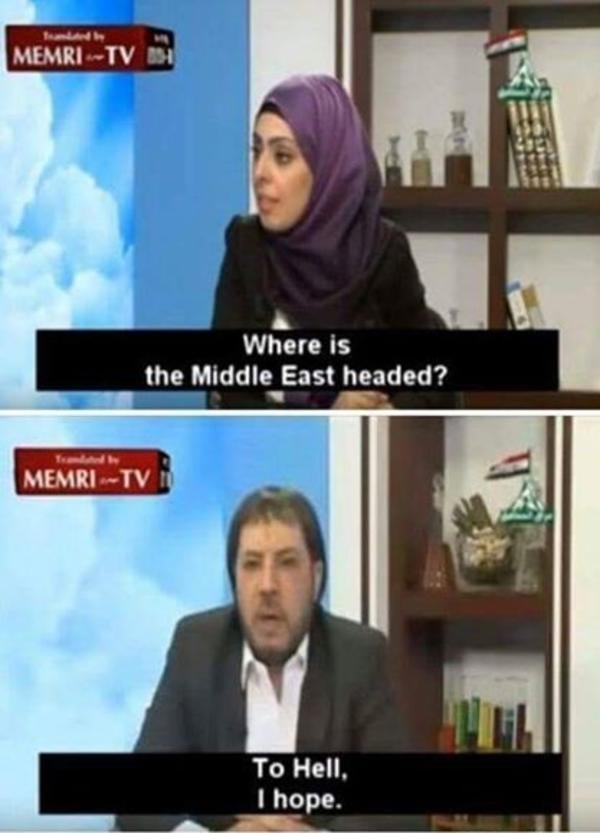 Translated by
MEMRI TV
Where is
the Middle East headed?
Translated by
MEMRI TV
To Hell,
I hope.